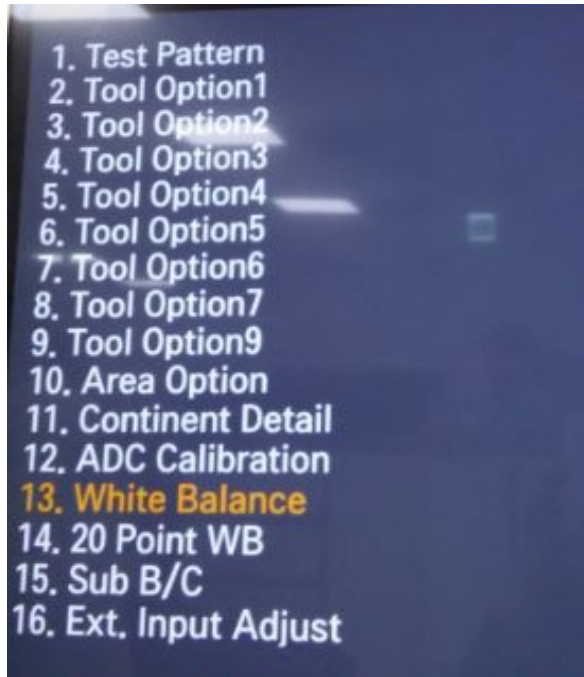 1. Test Pattern
2. Tool Option1
3. Tool Option2
4. Tool Option3
5. Tool Option4
6. Tool Option5
7. Tool Option6
8. Tool Option7
9. Tool Option9
10. Area Option
11. Continent Detail
12. ADC Calibration
13. White Balance
14. 20 Point WB
15. Sub B/C
16. Ext. Input Adjust